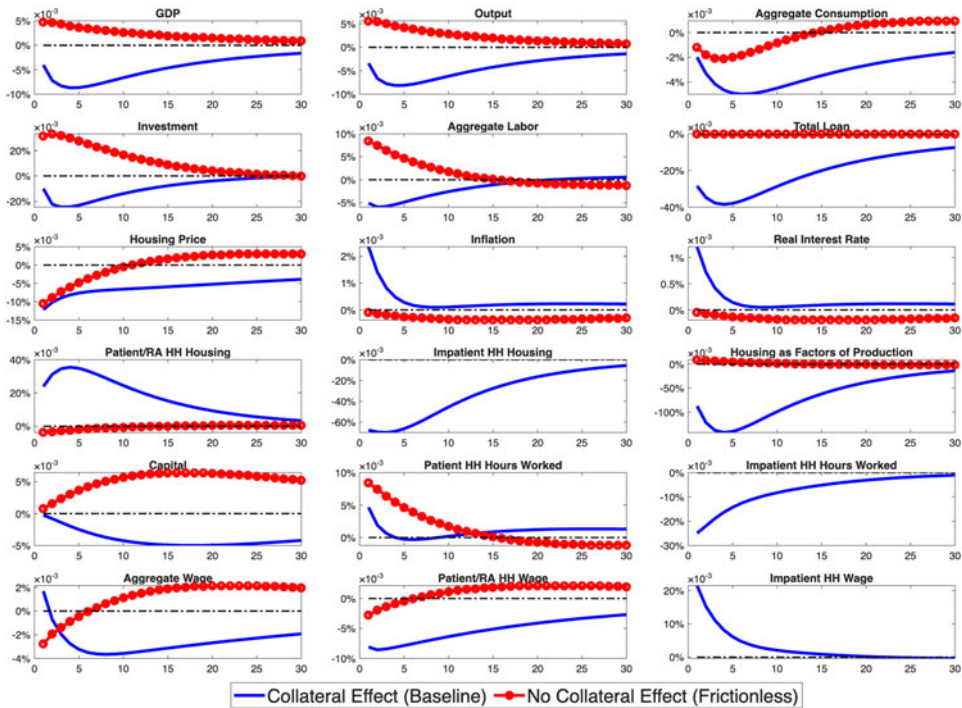 GDP Output Aggregate Consumption
×10⁻³ ×10⁻³ ×10⁻³
5% 5% 0%
0% 0% -2%
-5% -5% -4%
-10% -10%
0 5 10 15 20 25 30 0 5 10 15 20 25 30 0 5 10 15 20 25 30
Investment Aggregate Labor Total Loan
×10⁻³ ×10⁻³ ×10⁻³
20% 10% 0%
0% 5% -20%
-20% 0% -40%
-5%
0 5 10 15 20 25 30 0 5 10 15 20 25 30 0 5 10 15 20 25 30
Housing Price Inflation Real Interest Rate
×10⁻³ ×10⁻³ ×10⁻³
5% 2% 1%
0% 1% 0.5%
-5% 0% 0%
-10%
-15%
0 5 10 15 20 25 30 0 5 10 15 20 25 30 0 5 10 15 20 25 30
Patient/RA HH Housing Impatient HH Housing Housing as Factors of Production
×10⁻³ ×10⁻³ ×10⁻³
40% 0% 0%
20% -20% -50%
0% -40% -100%
-60%
0 5 10 15 20 25 30 0 5 10 15 20 25 30 0 5 10 15 20 25 30
Capital Patient HH Hours Worked Impatient HH Hours Worked
×10⁻³ ×10⁻³ ×10⁻³
5% 10% 0%
0% 5% -10%
-5% 0% -20%
-30%
0 5 10 15 20 25 30 0 5 10 15 20 25 30 0 5 10 15 20 25 30
Aggregate Wage Patient/RA HH Wage Impatient HH Wage
×10⁻³ ×10⁻³ ×10⁻³
2% 0% 20%
0% -5% 10%
-2% -10% 0%
-4%
0 5 10 15 20 25 30 0 5 10 15 20 25 30 0 5 10 15 20 25 30
Collateral Effect (Baseline) No Collateral Effect (Frictionless)